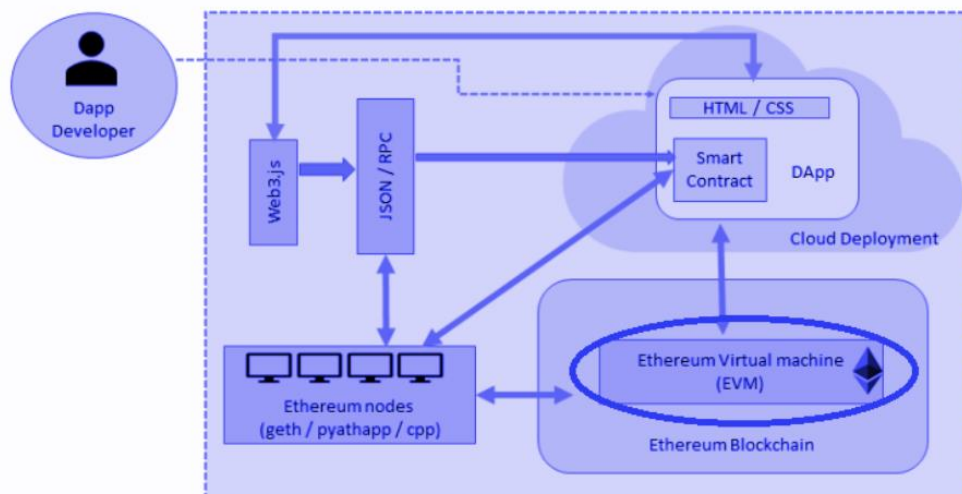 Dapp
Developer
HTML / CSS
Web3.js
JSON / RPC
Smart
Contract
DApp
Cloud Deployment
Ethereum Virtual machine
(EVM)
Ethereum nodes
(geth / pyathapp / cpp)
Ethereum Blockchain